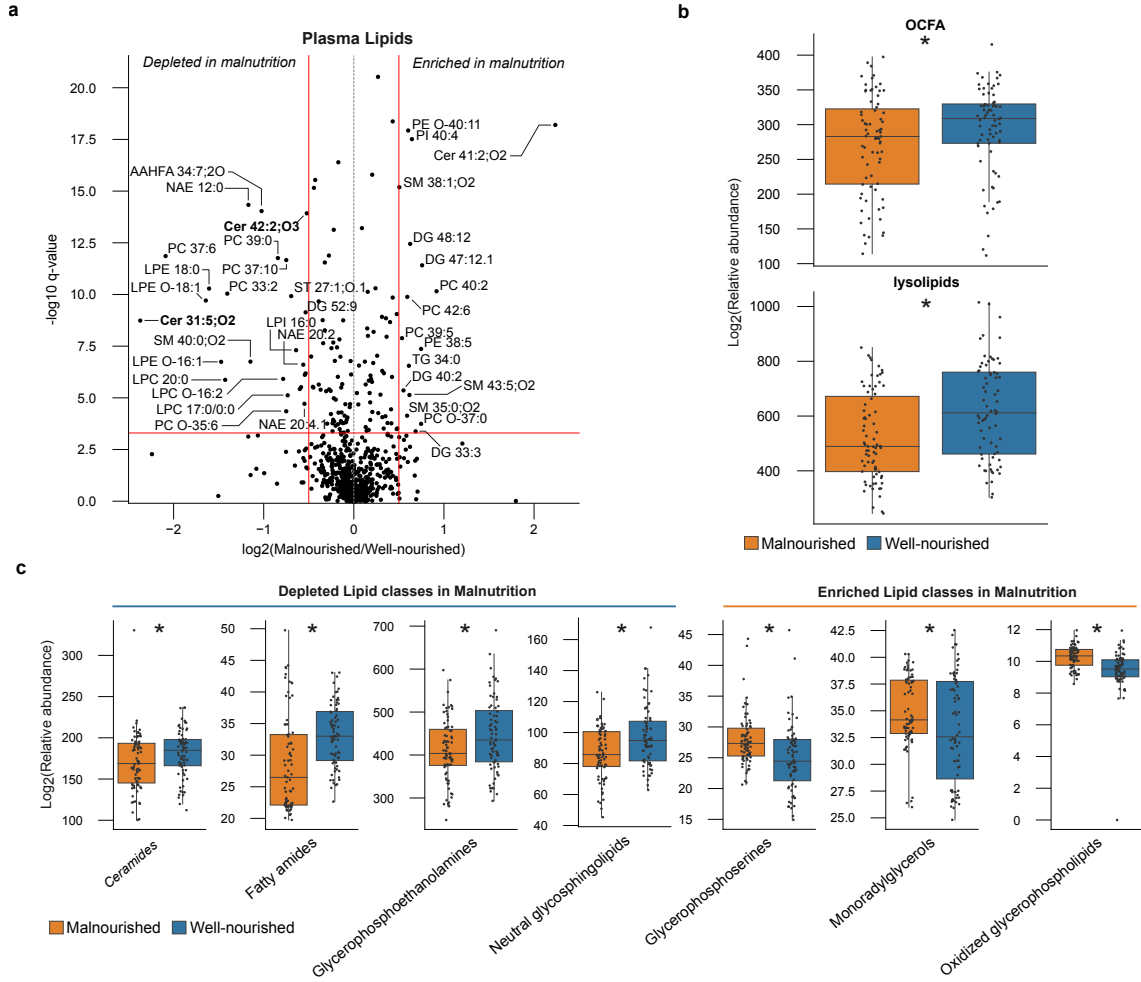 a
Plasma Lipids
Depleted in malnutrition
Enriched in malnutrition
20.0
17.5
15.0
12.5
10.0
7.5
5.0
2.5
0.0
-log10 q-value
PE O-40:11
PI 40:4
Cer 41:2;O2
AAHFA 34:7;2O
NAE 12:0
SM 38:1;O2
Cer 42:2;O3
PC 39:0
DG 48:12
PC 37:6
PC 37:10
DG 47:12.1
LPE 18:0
PC 33:2
ST 27:1;O.1
PC 40:2
LPE O-18:1
DG 52:9
PC 42:6
Cer 31:5;O2
LPI 16:0
NAE 20:2
PC 39:5
SM 40:0;O2
PE 38:5
LPE O-16:1
TG 34:0
LPC 20:0
DG 40:2
SM 43:5;O2
LPC O-16:2
LPC 17:0/0:0
SM 35:0;O2
PC O-35:6
NAE 20:4.1
PC O-37:0
DG 33:3
−2
−1
0
1
2
log2(Malnourished/Well-nourished)
b
OCFA
*
400
350
300
250
200
150
100
Log2(Relative abundance)
lysolipids
*
1000
800
600
400
Malnourished
Well-nourished
c
Depleted Lipid classes in Malnutrition
Enriched Lipid classes in Malnutrition
Log2(Relative abundance)
*
300
250
200
150
100
Ceramides
*
50
45
40
35
30
25
20
Fatty amides
*
700
600
500
400
300
Glycerophosphoethanolamines
*
160
140
120
100
80
60
40
Neutral glycosphingolipids
*
45
40
35
30
25
20
15
Glycerophosphoserines
*
42.5
40.0
37.5
35.0
32.5
30.0
27.5
25.0
Monoradylglycerols
*
12
10
8
6
4
2
0
Oxidized glycerophospholipids
Malnourished
Well-nourished